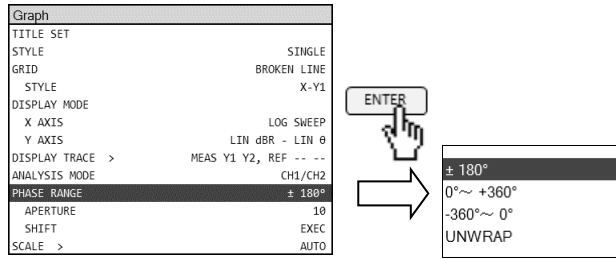 Graph
TITLE SET
STYLE SINGLE
GRID BROKEN LINE
STYLE X-Y1
DISPLAY MODE
X AXIS LOG SWEEP
Y AXIS LIN dBR - LIN θ
DISPLAY TRACE > MEAS Y1 Y2, REF -- --
ANALYSIS MODE CH1/CH2
PHASE RANGE ± 180°
APERTURE 10
SHIFT EXEC
SCALE > AUTO
ENTER
± 180°
0°～ +360°
-360°～ 0°
UNWRAP